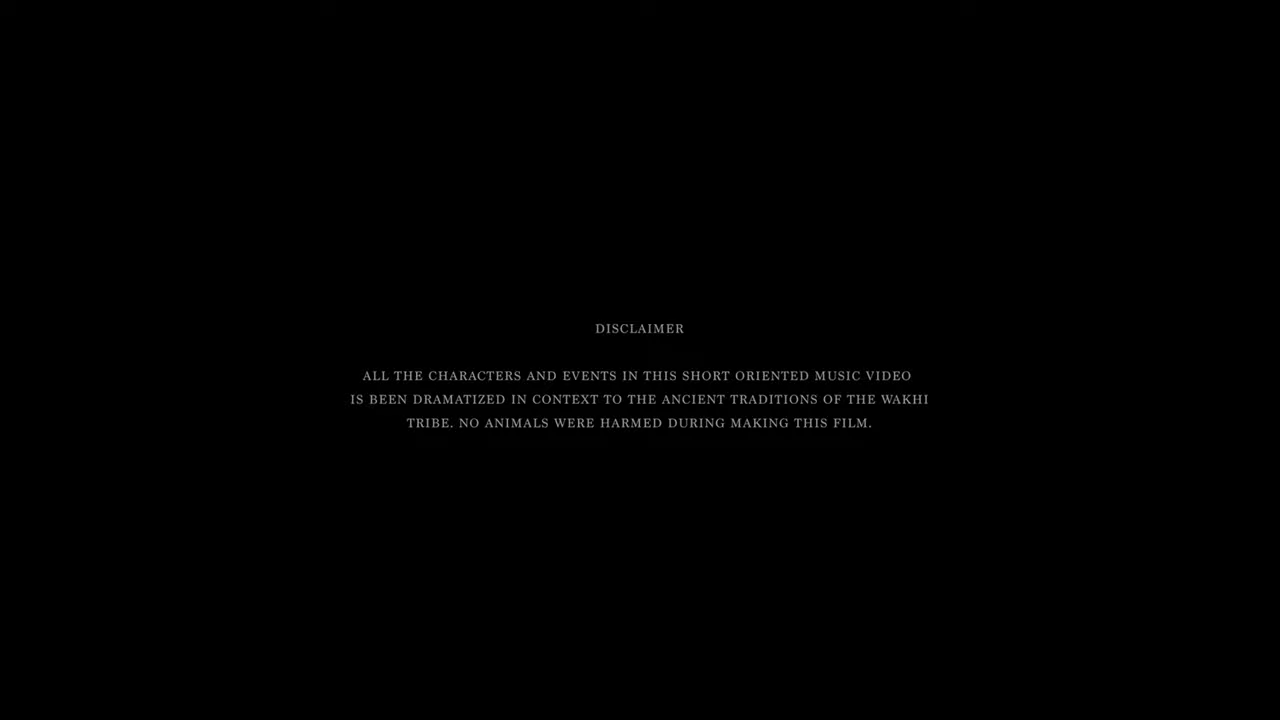 DISCLAIMER
ALL THE CHARACTERS AND EVENTS IN THIS SHORT ORIENTED MUSIC VIDEO
IS BEEN DRAMATIZED IN CONTEXT TO THE ANCIENT TRADITIONS OF THE WAKHI
TRIBE. NO ANIMALS WERE HARMED DURING MAKING THIS FILM.